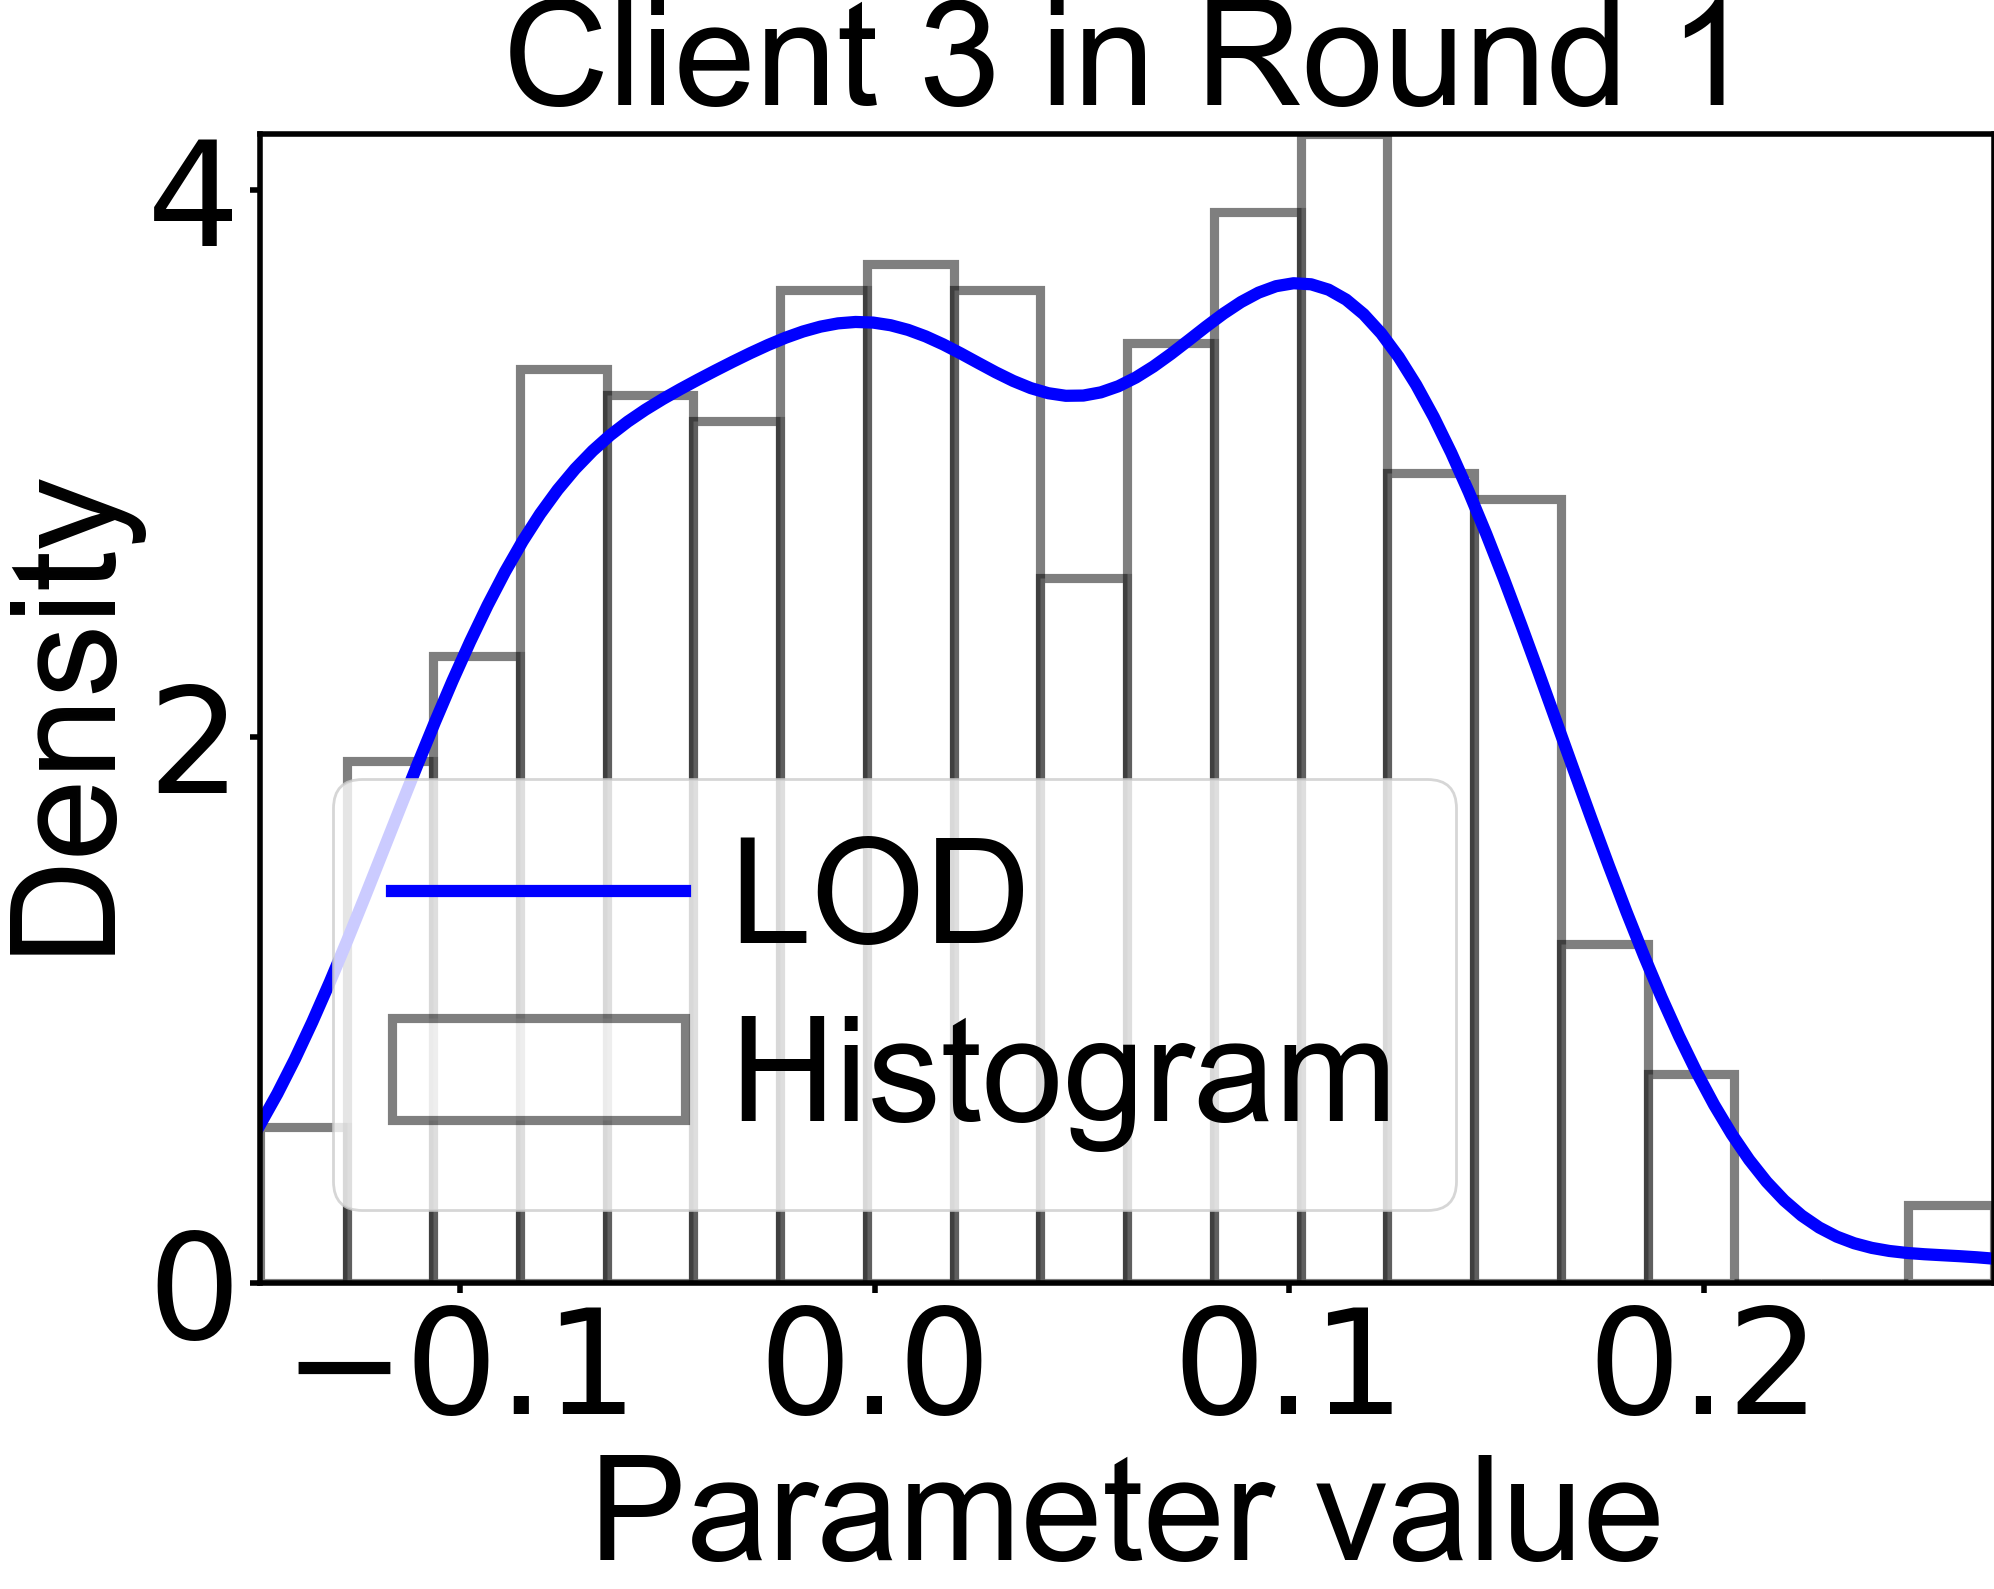 Client 3 in Round 1
Density
4
2
0
LOD
Histogram
−0.1 0.0 0.1 0.2
Parameter value